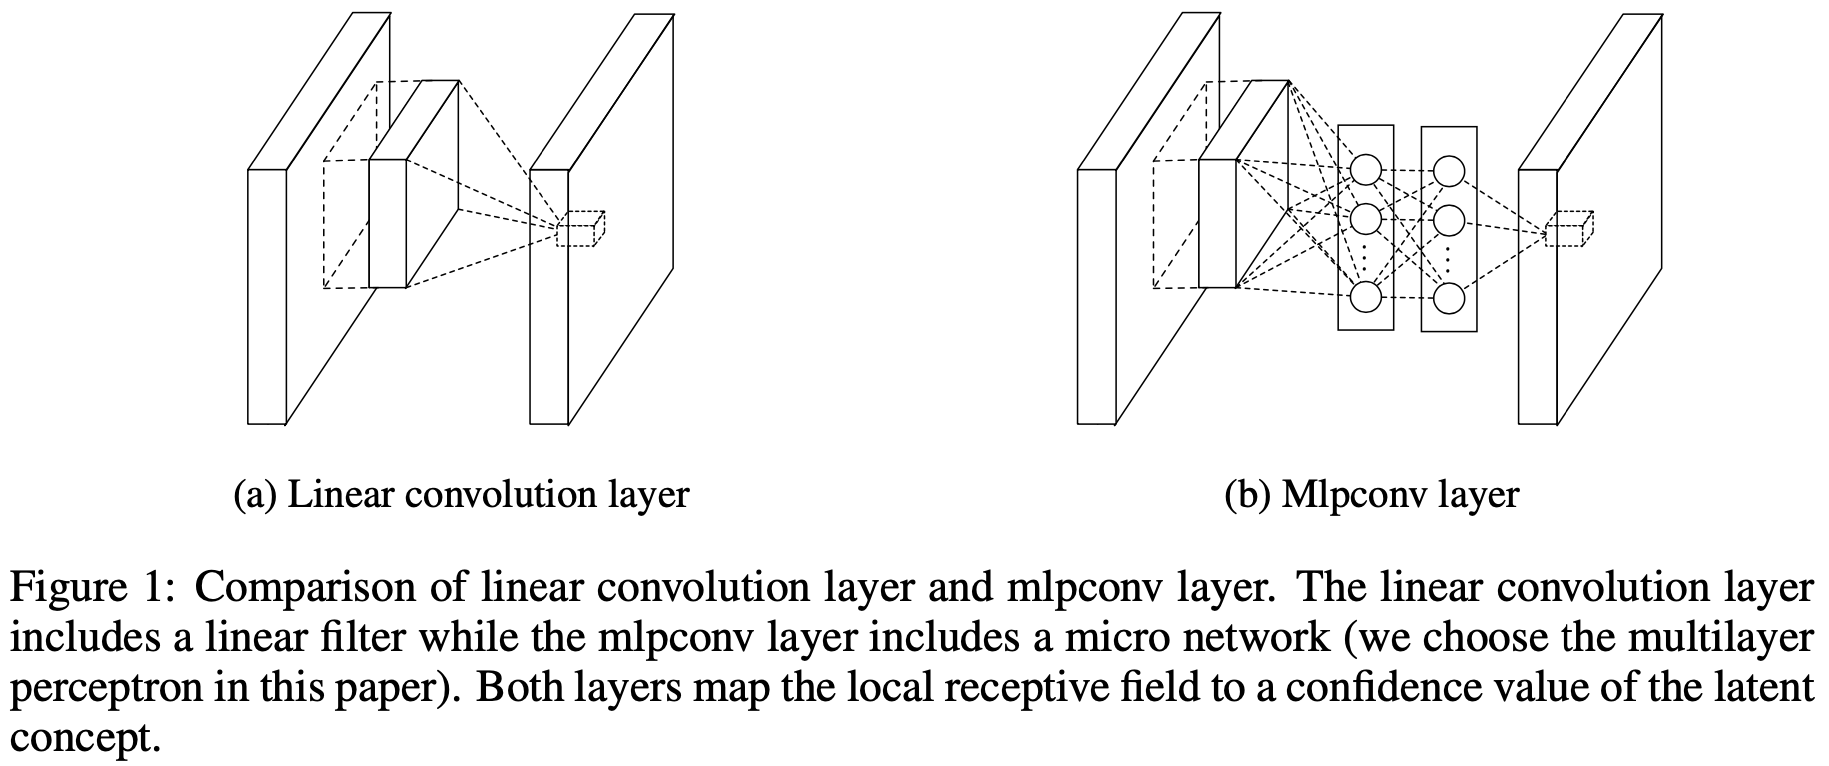 (a) Linear convolution layer
(b) Mlpconv layer
Figure 1: Comparison of linear convolution layer and mlpconv layer. The linear convolution layer
includes a linear filter while the mlpconv layer includes a micro network (we choose the multilayer
perceptron in this paper). Both layers map the local receptive field to a confidence value of the latent
concept.